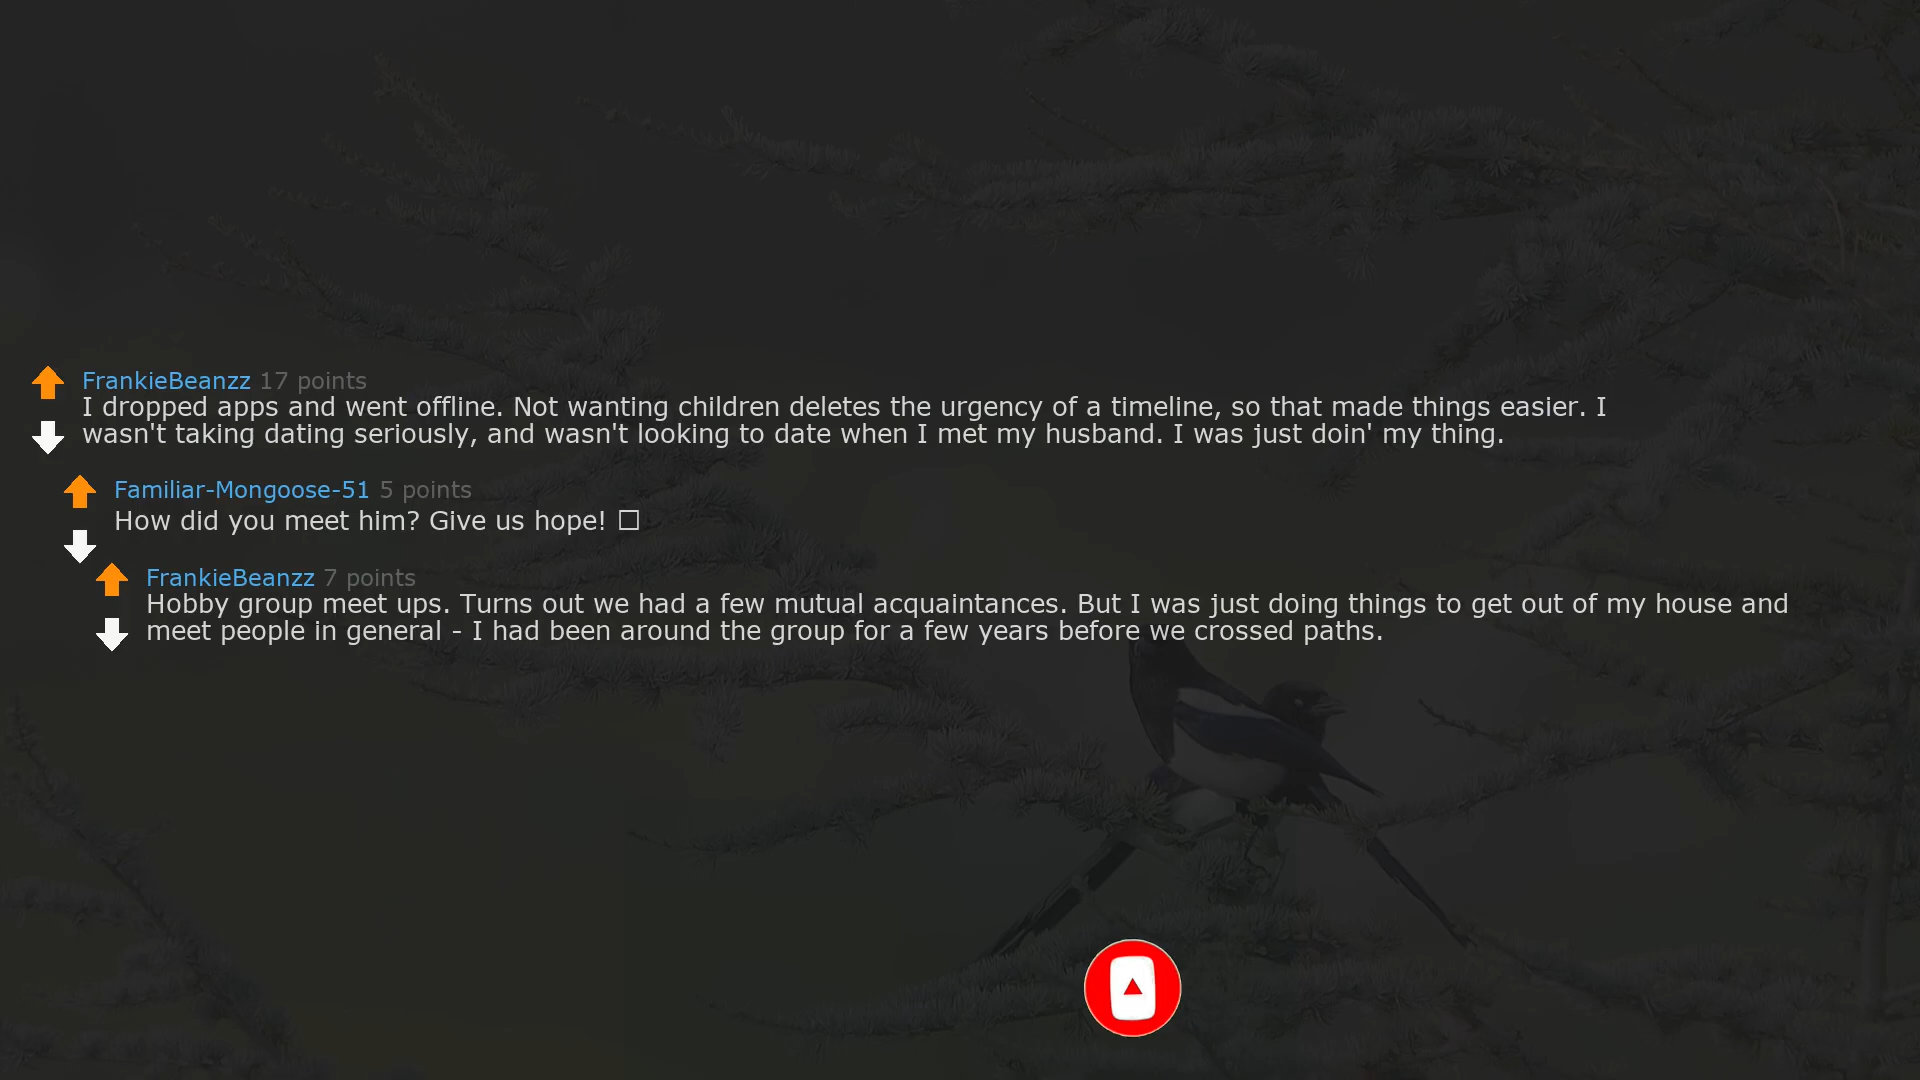 FrankieBeanzz 17 points
I dropped apps and went offline. Not wanting children deletes the urgency of a timeline, so that made things easier. I
wasn't taking dating seriously, and wasn't looking to date when I met my husband. I was just doin' my thing.
Familiar-Mongoose-51 5 points
How did you meet him? Give us hope! □
FrankieBeanzz 7 points
Hobby group meet ups. Turns out we had a few mutual acquaintances. But I was just doing things to get out of my house and
meet people in general - I had been around the group for a few years before we crossed paths.